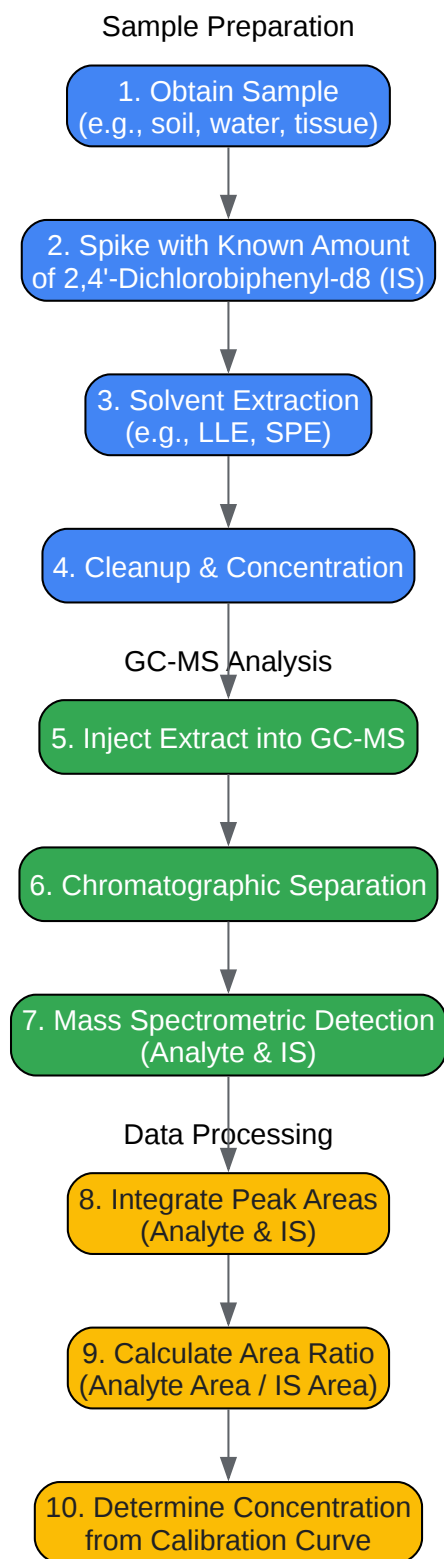 Sample Preparation
1. Obtain Sample
(e.g., soil, water, tissue)
2. Spike with Known Amount
of 2,4'-Dichlorobiphenyl-d8 (IS)
3. Solvent Extraction
(e.g., LLE, SPE)
4. Cleanup & Concentration
GC-MS Analysis
5. Inject Extract into GC-MS
6. Chromatographic Separation
7. Mass Spectrometric Detection
(Analyte & IS)
Data Processing
8. Integrate Peak Areas
(Analyte & IS)
9. Calculate Area Ratio
(Analyte Area / IS Area)
10. Determine Concentration
from Calibration Curve